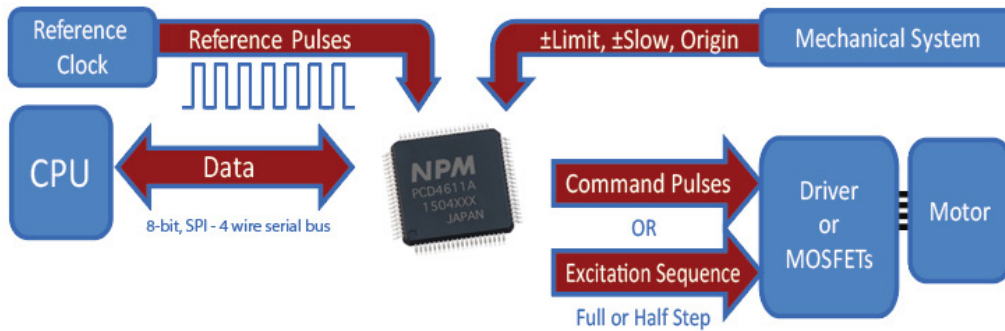 Reference
Clock
Reference Pulses
±Limit, ±Slow, Origin
Mechanical System
CPU
Data
8-bit, SPI - 4 wire serial bus
NPM
PCD4611A
1504XXX
JAPAN
Command Pulses
OR
Excitation Sequence
Full or Half Step
Driver
or
MOSFETs
Motor